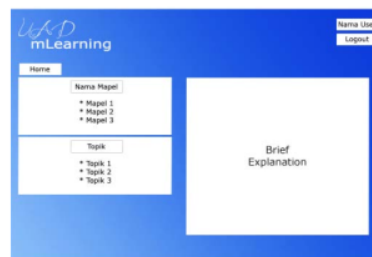 UAD
mLearning
Nama Use
Logout
Home
Nama Mapel
* Mapel 1
* Mapel 2
* Mapel 3
Topik
* Topik 1
* Topik 2
* Topik 3
Brief
Explanation